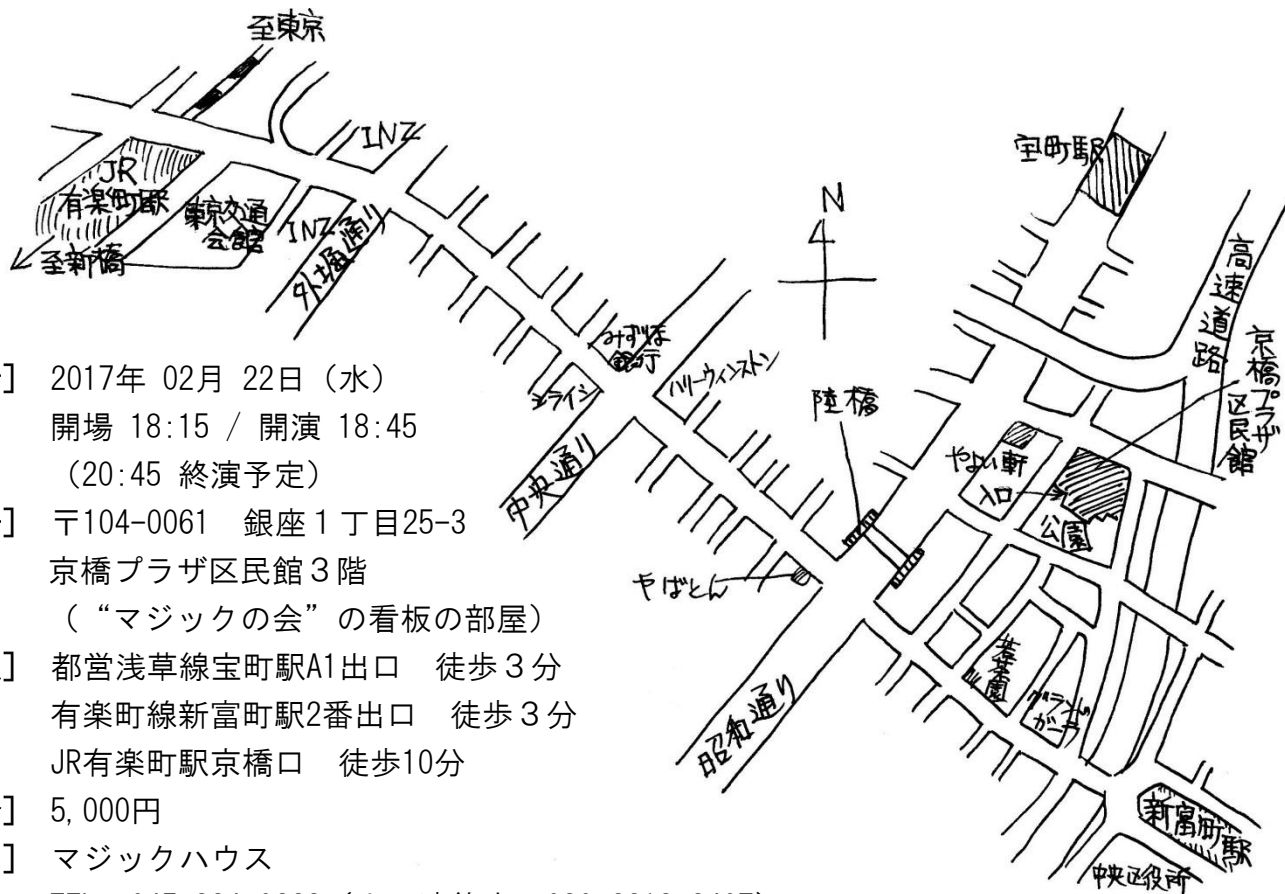 至東京
INZ
JR
有楽町駅
東京交通
会館
INZ
外堀通り
至新橋
宝町駅
N
高速道路
京橋プラザ
区民館
みずほ
銀行
ハリーウィンストン
中央通り
陸橋
やよい軒
入口
公園
やばとん
昭和通り
若菜園
グランド
新富町駅
中央区役所
2017年 02月 22日（水）
開場 18:15 / 開演 18:45
（20:45 終演予定）
〒104-0061　銀座１丁目25-3
京橋プラザ区民館３階
（“マジックの会”の看板の部屋）
都営浅草線宝町駅A1出口　徒歩３分
有楽町線新富町駅2番出口　徒歩３分
JR有楽町駅京橋口　徒歩10分
5,000円
マジックハウス